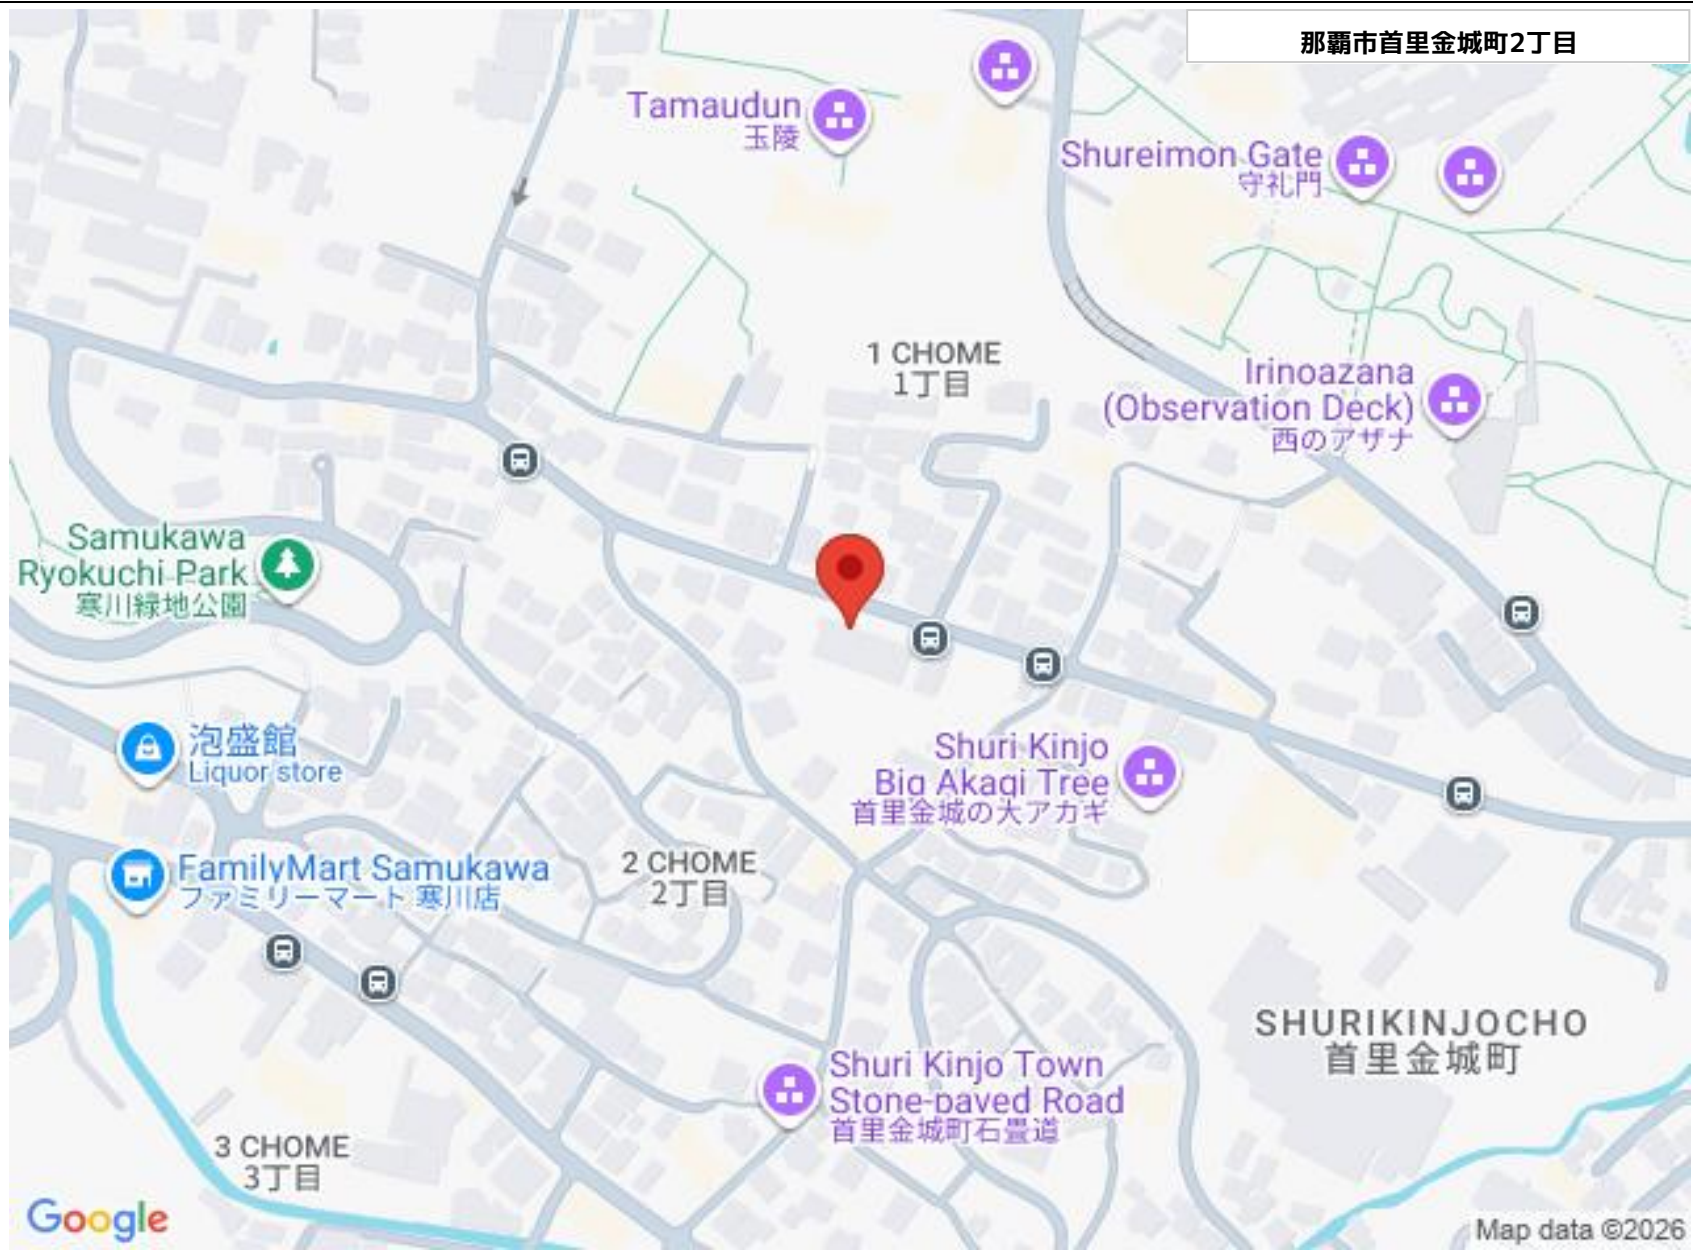 那覇市首里金城町2丁目
Tamaudun
玉陵
Shureimon Gate
守礼門
1 CHOME
1丁目
Irinoazana
(Observation Deck)
西のアザナ
Samukawa
Ryokuchi Park
寒川緑地公園
泡盛館
Liquor store
Shuri Kinjo
Big Akagi Tree
首里金城の大アカギ
FamilyMart Samukawa
ファミリーマート 寒川店
2 CHOME
2丁目
SHURIKINJOCHO
首里金城町
Shuri Kinjo Town
Stone-paved Road
首里金城町石畳道
3 CHOME
3丁目
Google
Map data ©2026